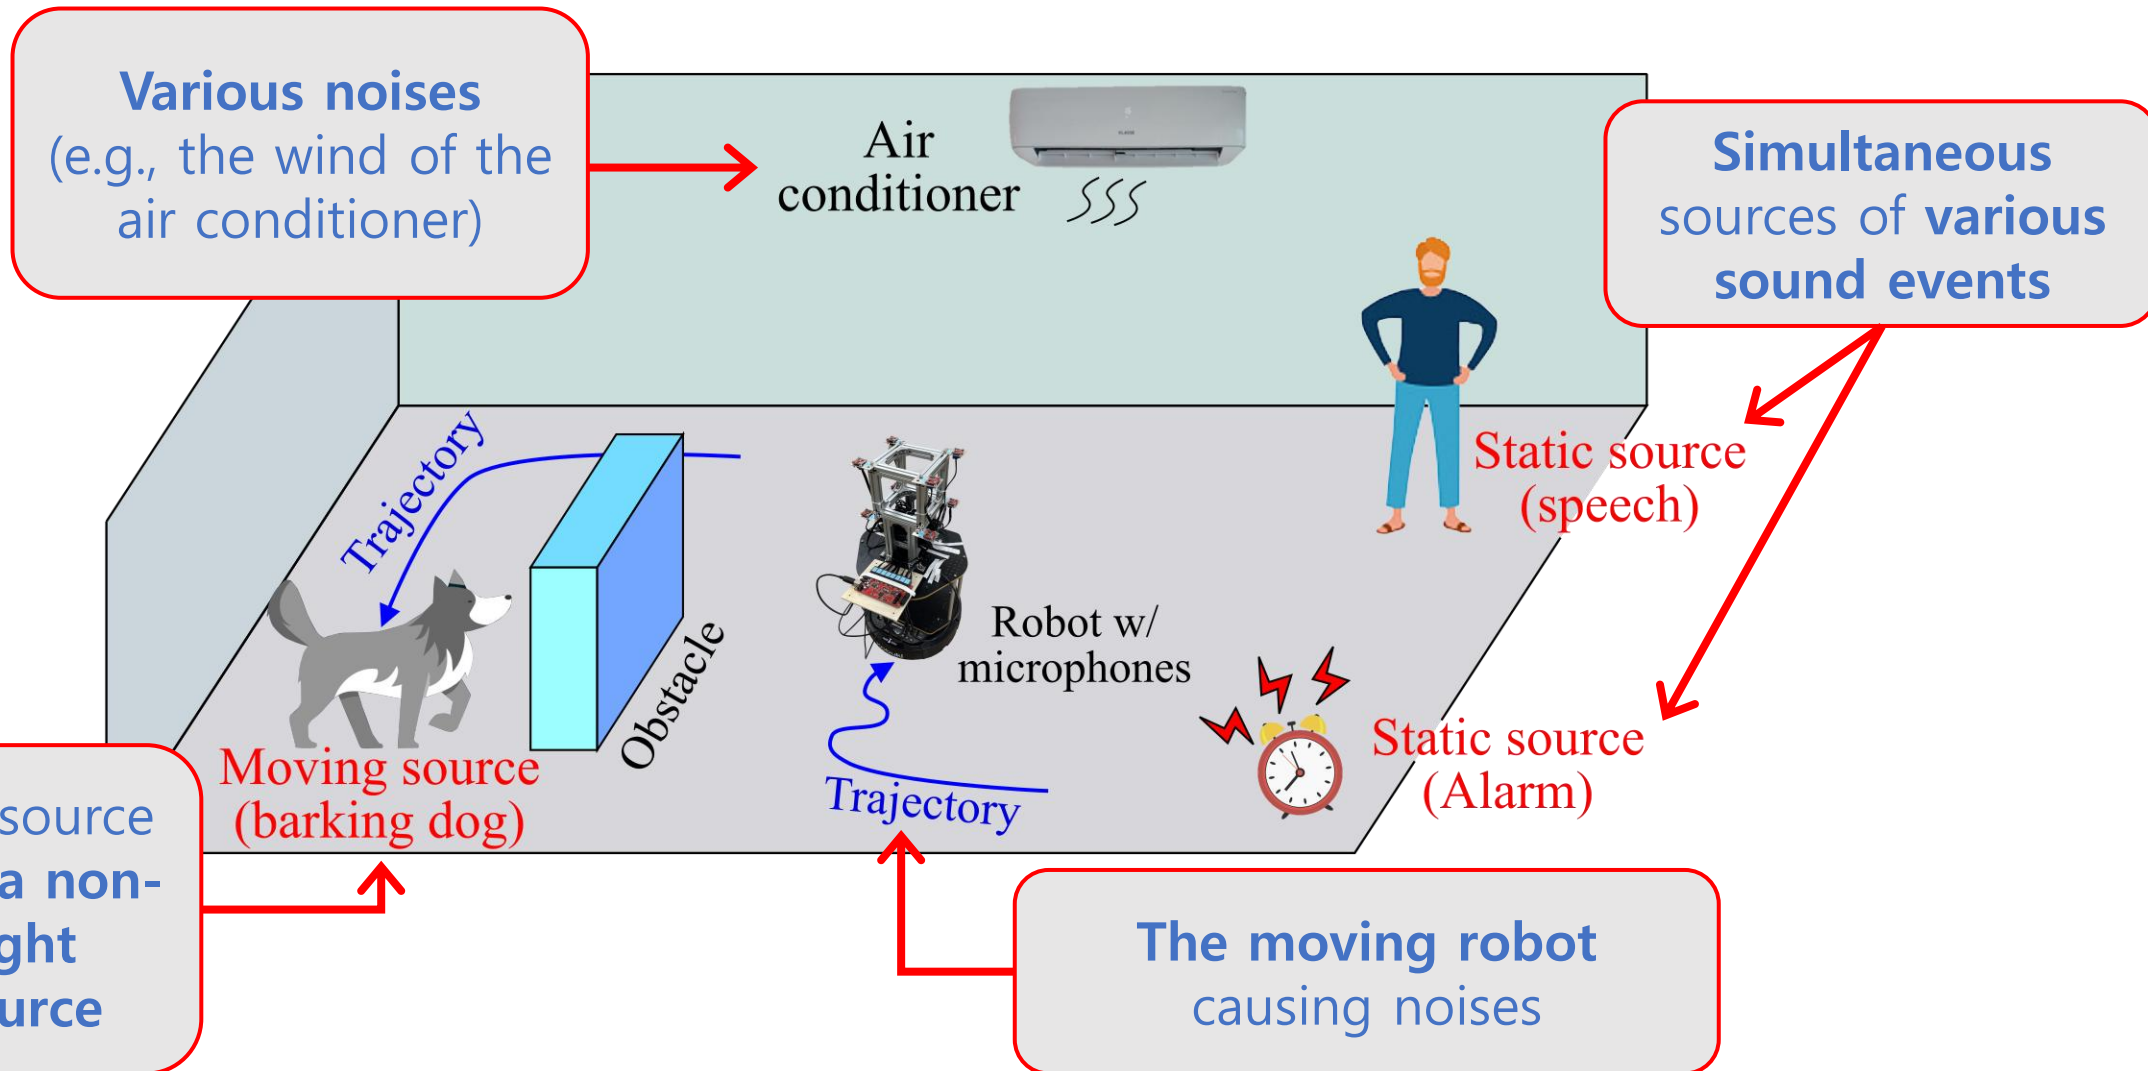 Various noises
(e.g., the wind of the
air conditioner)
Air
conditioner
Simultaneous
sources of various
sound events
Trajectory
Static source
(speech)
Obstacle
Robot w/
microphones
Moving source
(barking dog)
Trajectory
Static source
(Alarm)
source
a non-
The moving robot
causing noises